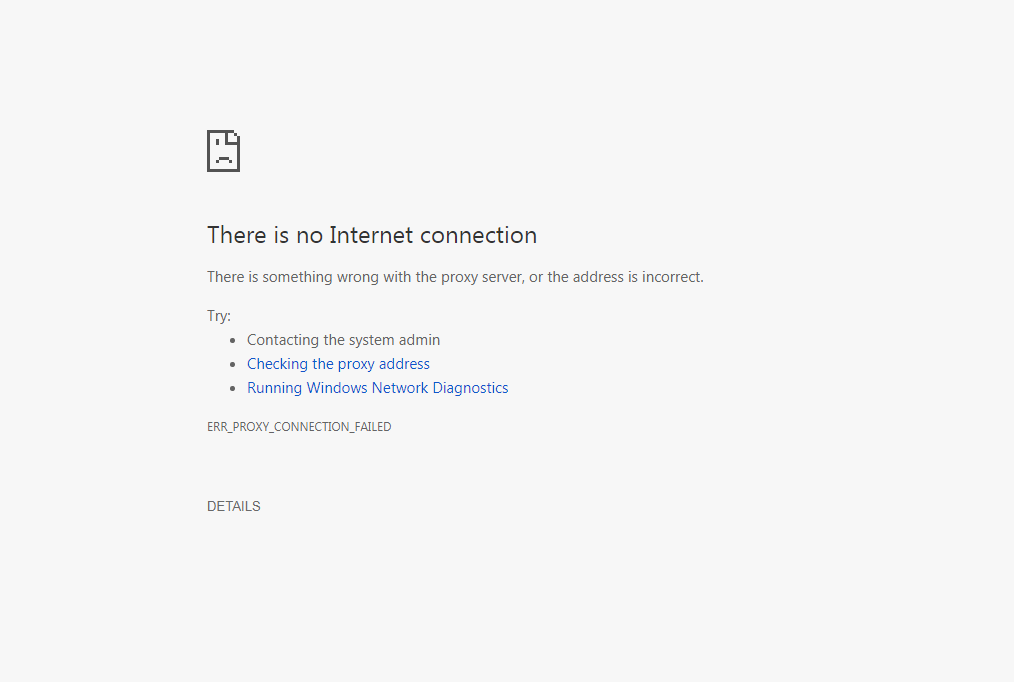 There is no Internet connection
There is something wrong with the proxy server, or the address is incorrect.
Try:
Contacting the system admin
Checking the proxy address
Running Windows Network Diagnostics
ERR_PROXY_CONNECTION_FAILED
DETAILS